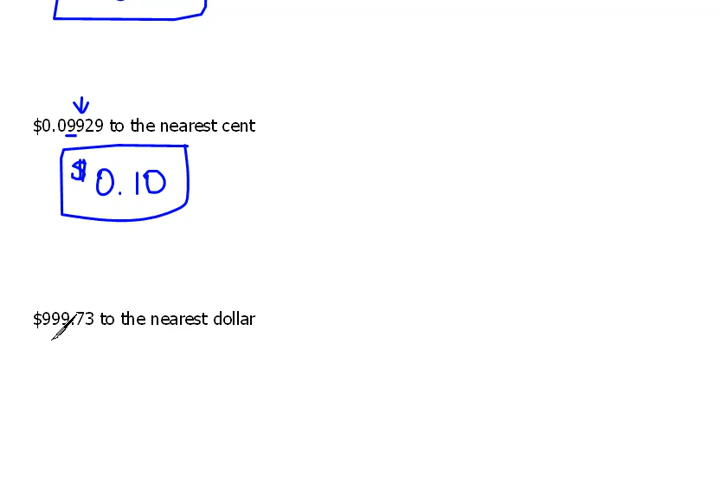 $0.09929 to the nearest cent
$0.10
$999.73 to the nearest dollar